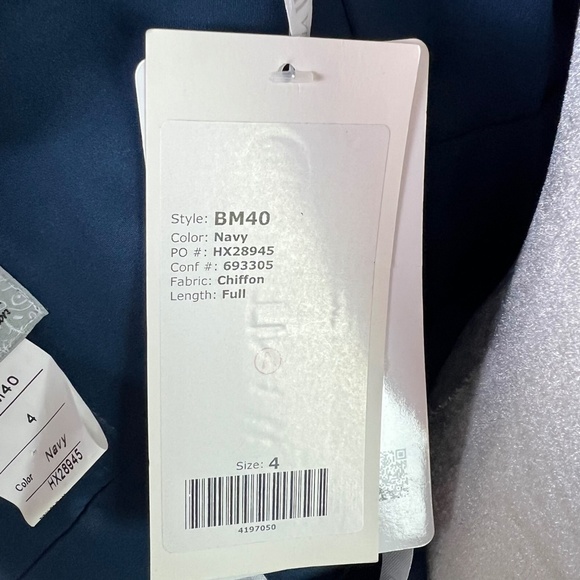 Style: BM40
Color: Navy
PO #: HX28945
Conf #: 693305
Fabric: Chiffon
Length: Full
Size: 4
4197050
40
4
Color Navy
HX28945